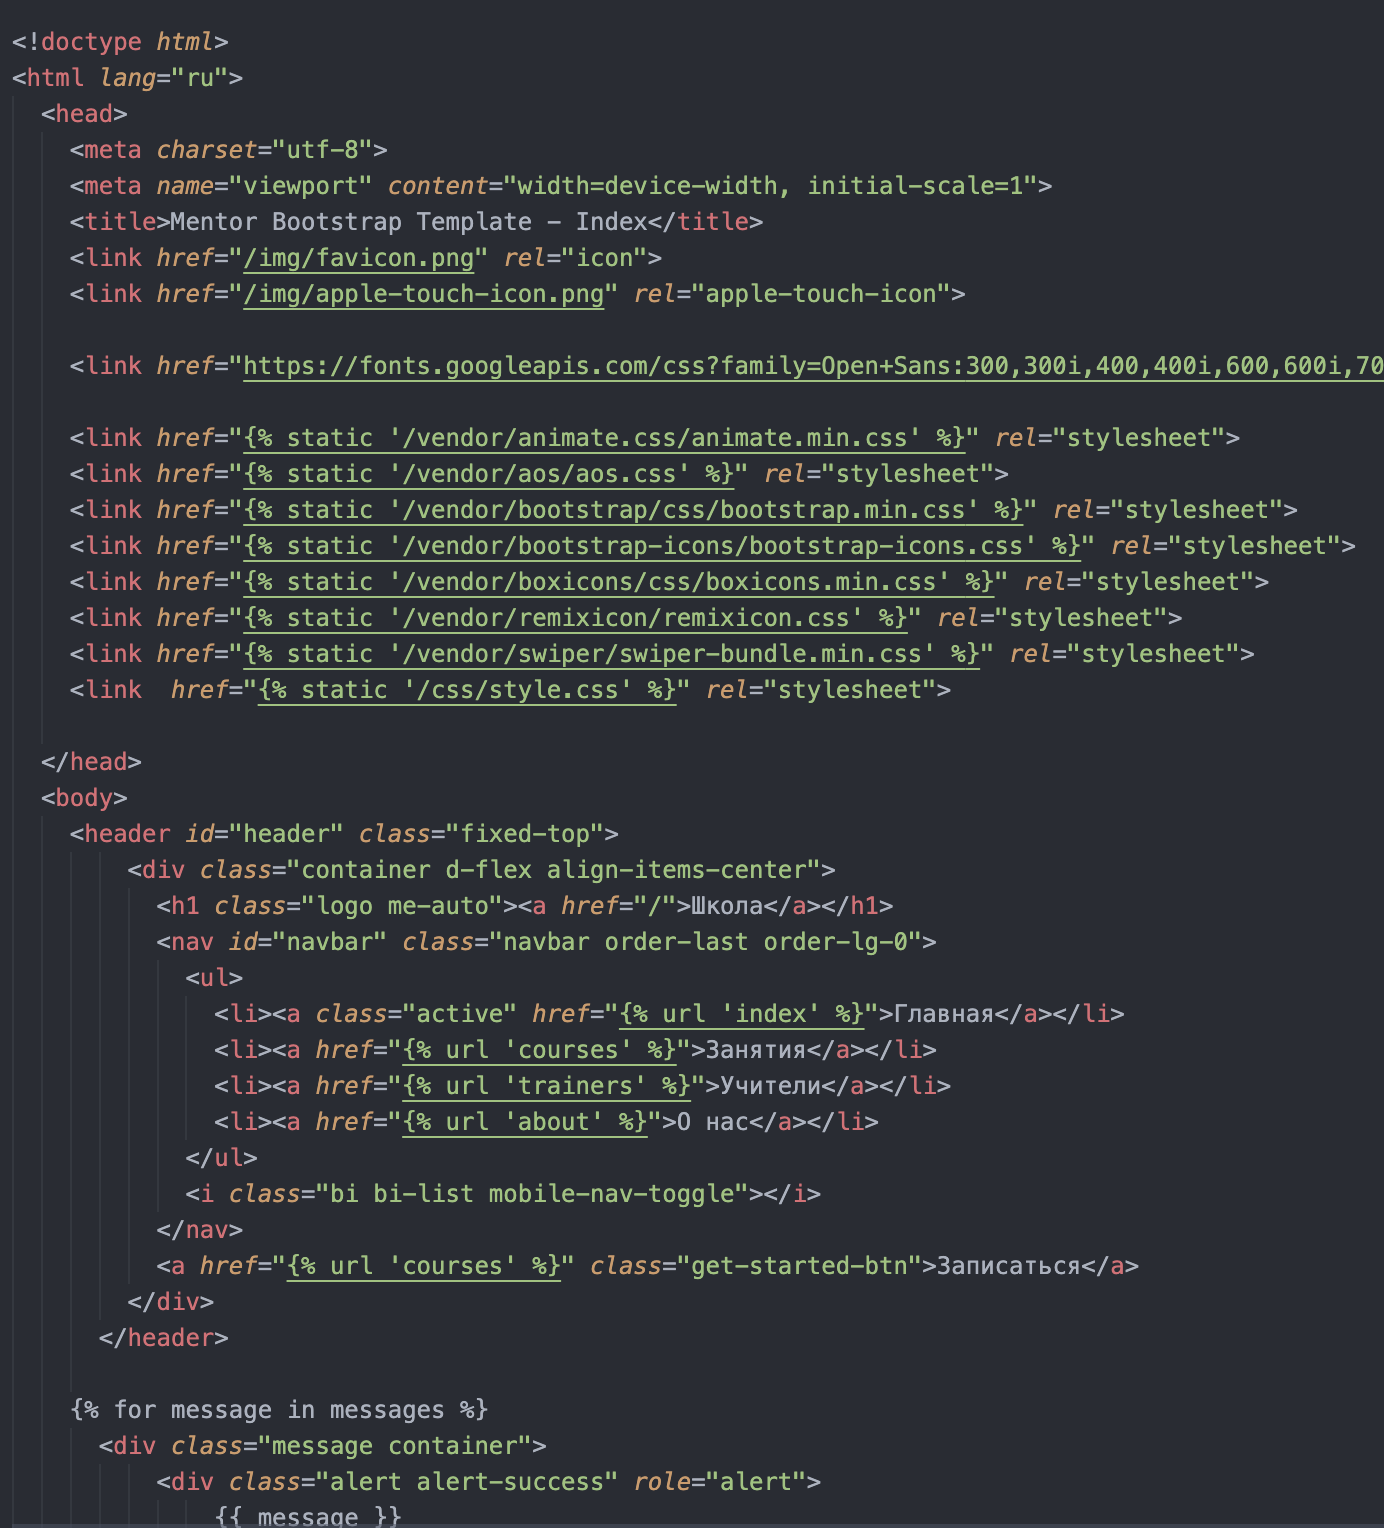 <!doctype html>
<html lang="ru">
<head>
<meta charset="utf-8">
<meta name="viewport" content="width=device-width, initial-scale=1">
<title>Mentor Bootstrap Template - Index</title>
<link href="/img/favicon.png" rel="icon">
<link href="/img/apple-touch-icon.png" rel="apple-touch-icon">
<link href="https://fonts.googleapis.com/css?family=Open+Sans:300,300i,400,400i,600,600i,70
<link href="{% static '/vendor/animate.css/animate.min.css' %}" rel="stylesheet">
<link href="{% static '/vendor/aos/aos.css' %}" rel="stylesheet">
<link href="{% static '/vendor/bootstrap/css/bootstrap.min.css' %}" rel="stylesheet">
<link href="{% static '/vendor/bootstrap-icons/bootstrap-icons.css' %}" rel="stylesheet">
<link href="{% static '/vendor/boxicons/css/boxicons.min.css' %}" rel="stylesheet">
<link href="{% static '/vendor/remixicon/remixicon.css' %}" rel="stylesheet">
<link href="{% static '/vendor/swiper/swiper-bundle.min.css' %}" rel="stylesheet">
<link  href="{% static '/css/style.css' %}" rel="stylesheet">
</head>
<body>
<header id="header" class="fixed-top">
<div class="container d-flex align-items-center">
<h1 class="logo me-auto"><a href="/">Школа</a></h1>
<nav id="navbar" class="navbar order-last order-lg-0">
<ul>
<li><a class="active" href="{% url 'index' %}">Главная</a></li>
<li><a href="{% url 'courses' %}">Занятия</a></li>
<li><a href="{% url 'trainers' %}">Учители</a></li>
<li><a href="{% url 'about' %}">О нас</a></li>
</ul>
<i class="bi bi-list mobile-nav-toggle"></i>
</nav>
<a href="{% url 'courses' %}" class="get-started-btn">Записаться</a>
</div>
</header>
{% for message in messages %}
<div class="message container">
<div class="alert alert-success" role="alert">
{{ message }}